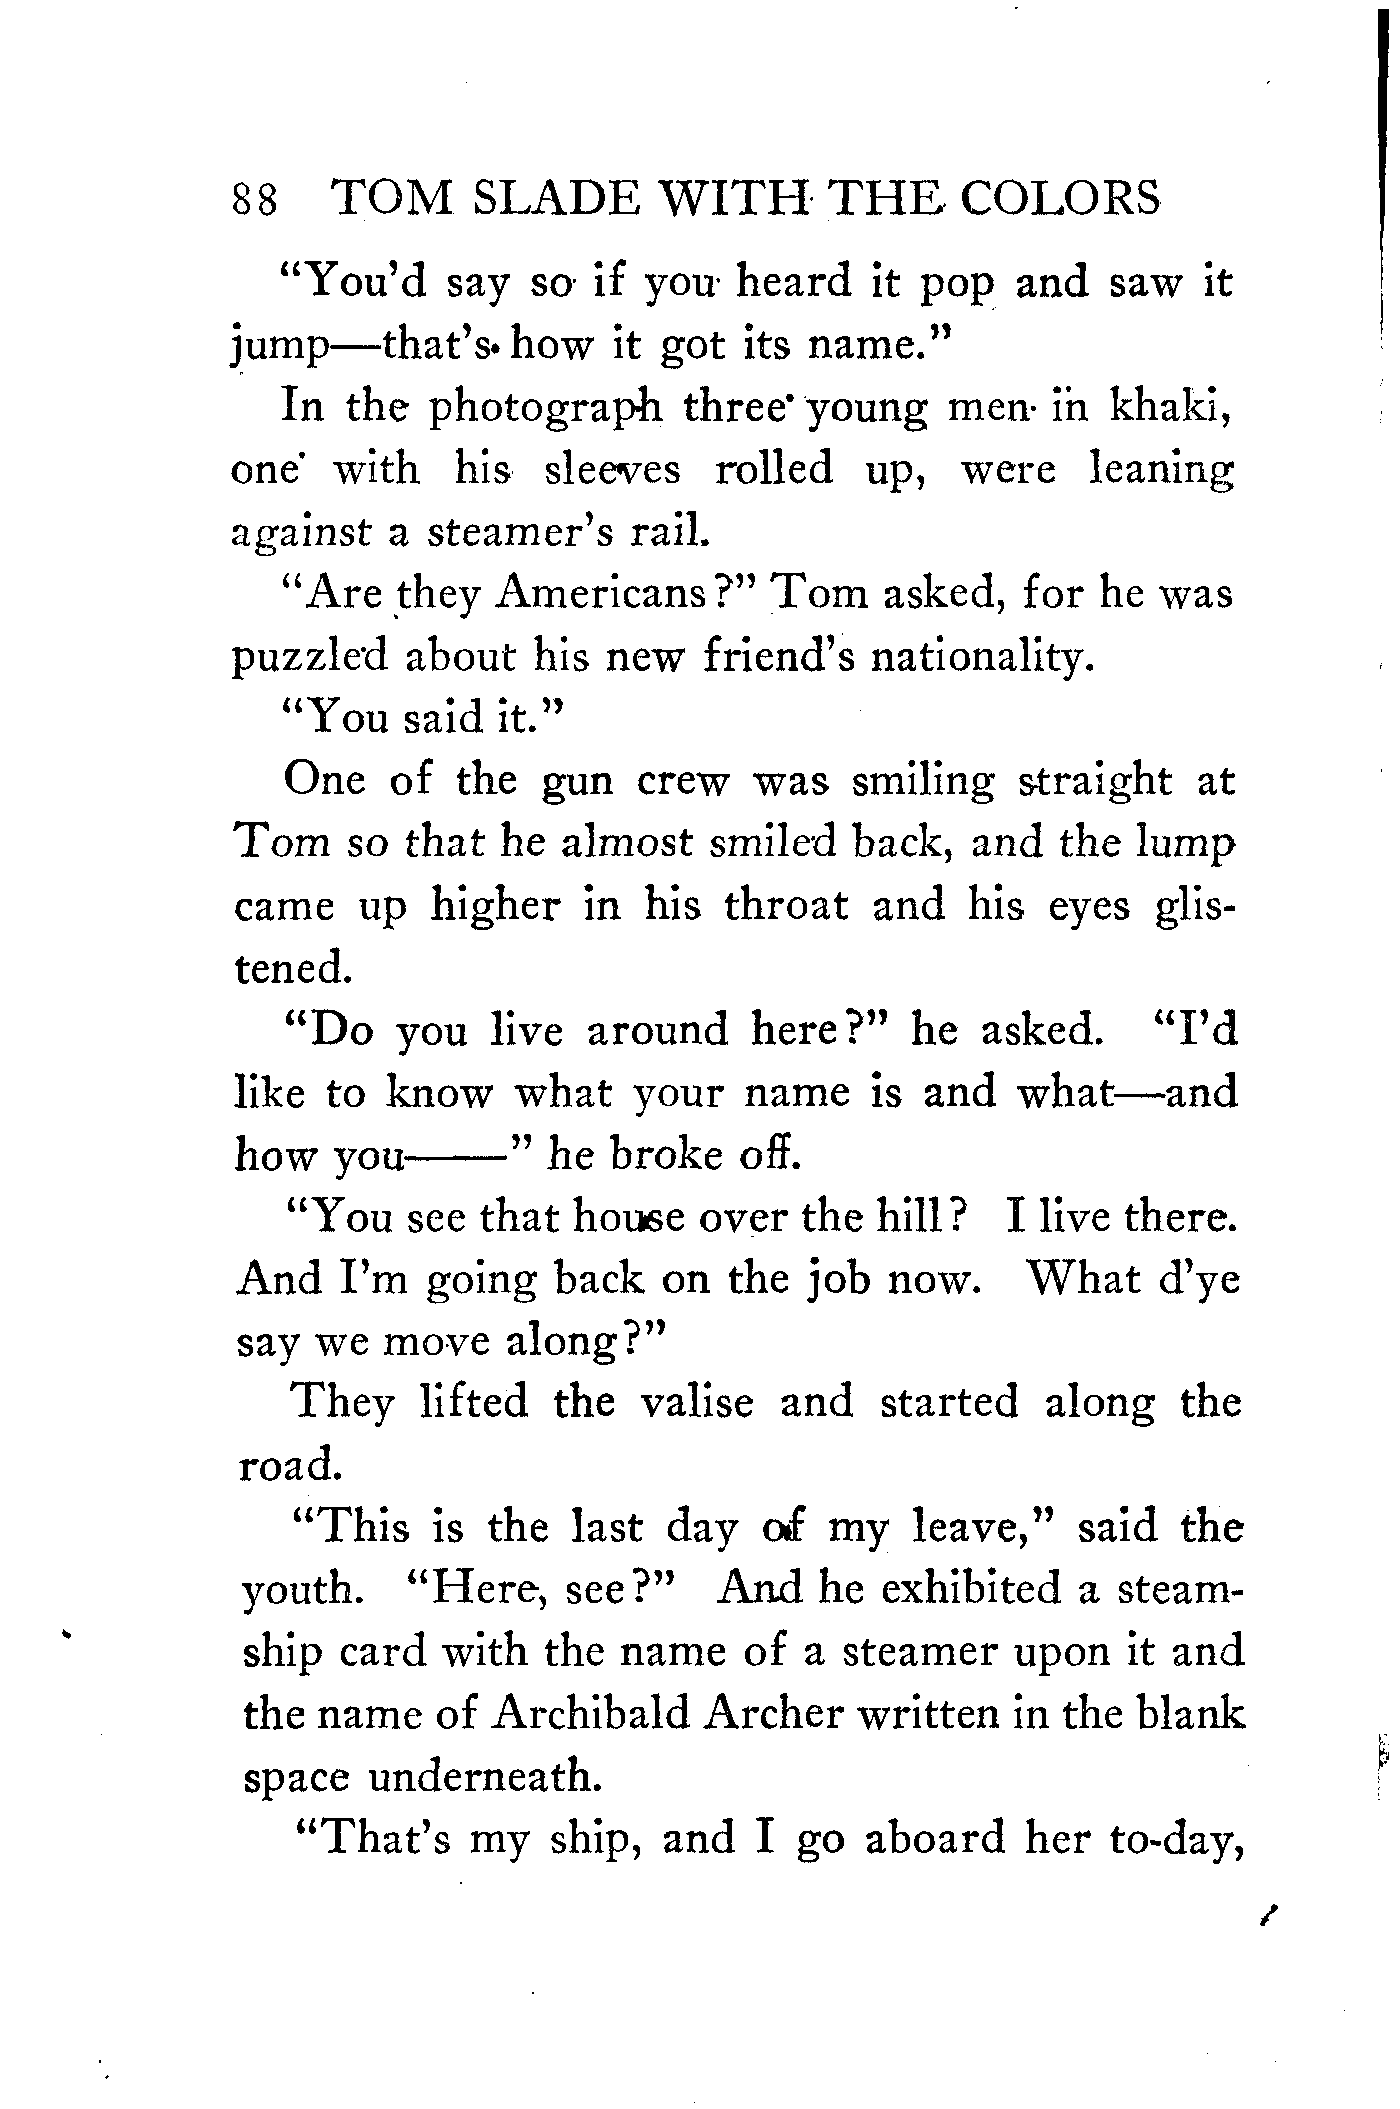 88 TOM SLADE WITH THE COLORS
"You'd say so if you heard it pop and saw it
jump—that's how it got its name."
In the photograph three young men in khaki,
one with his sleeves rolled up, were leaning
against a steamer's rail.
"Are they Americans?" Tom asked, for he was
puzzled about his new friend's nationality.
"You said it."
One of the gun crew was smiling straight at
Tom so that he almost smiled back, and the lump
came up higher in his throat and his eyes glis-
tened.
"Do you live around here?" he asked. "I'd
like to know what your name is and what—and
how you——" he broke off.
"You see that house over the hill? I live there.
And I'm going back on the job now. What d'ye
say we move along?"
They lifted the valise and started along the
road.
"This is the last day of my leave," said the
youth. "Here, see?" And he exhibited a steam-
ship card with the name of a steamer upon it and
the name of Archibald Archer written in the blank
space underneath.
"That's my ship, and I go aboard her to-day,